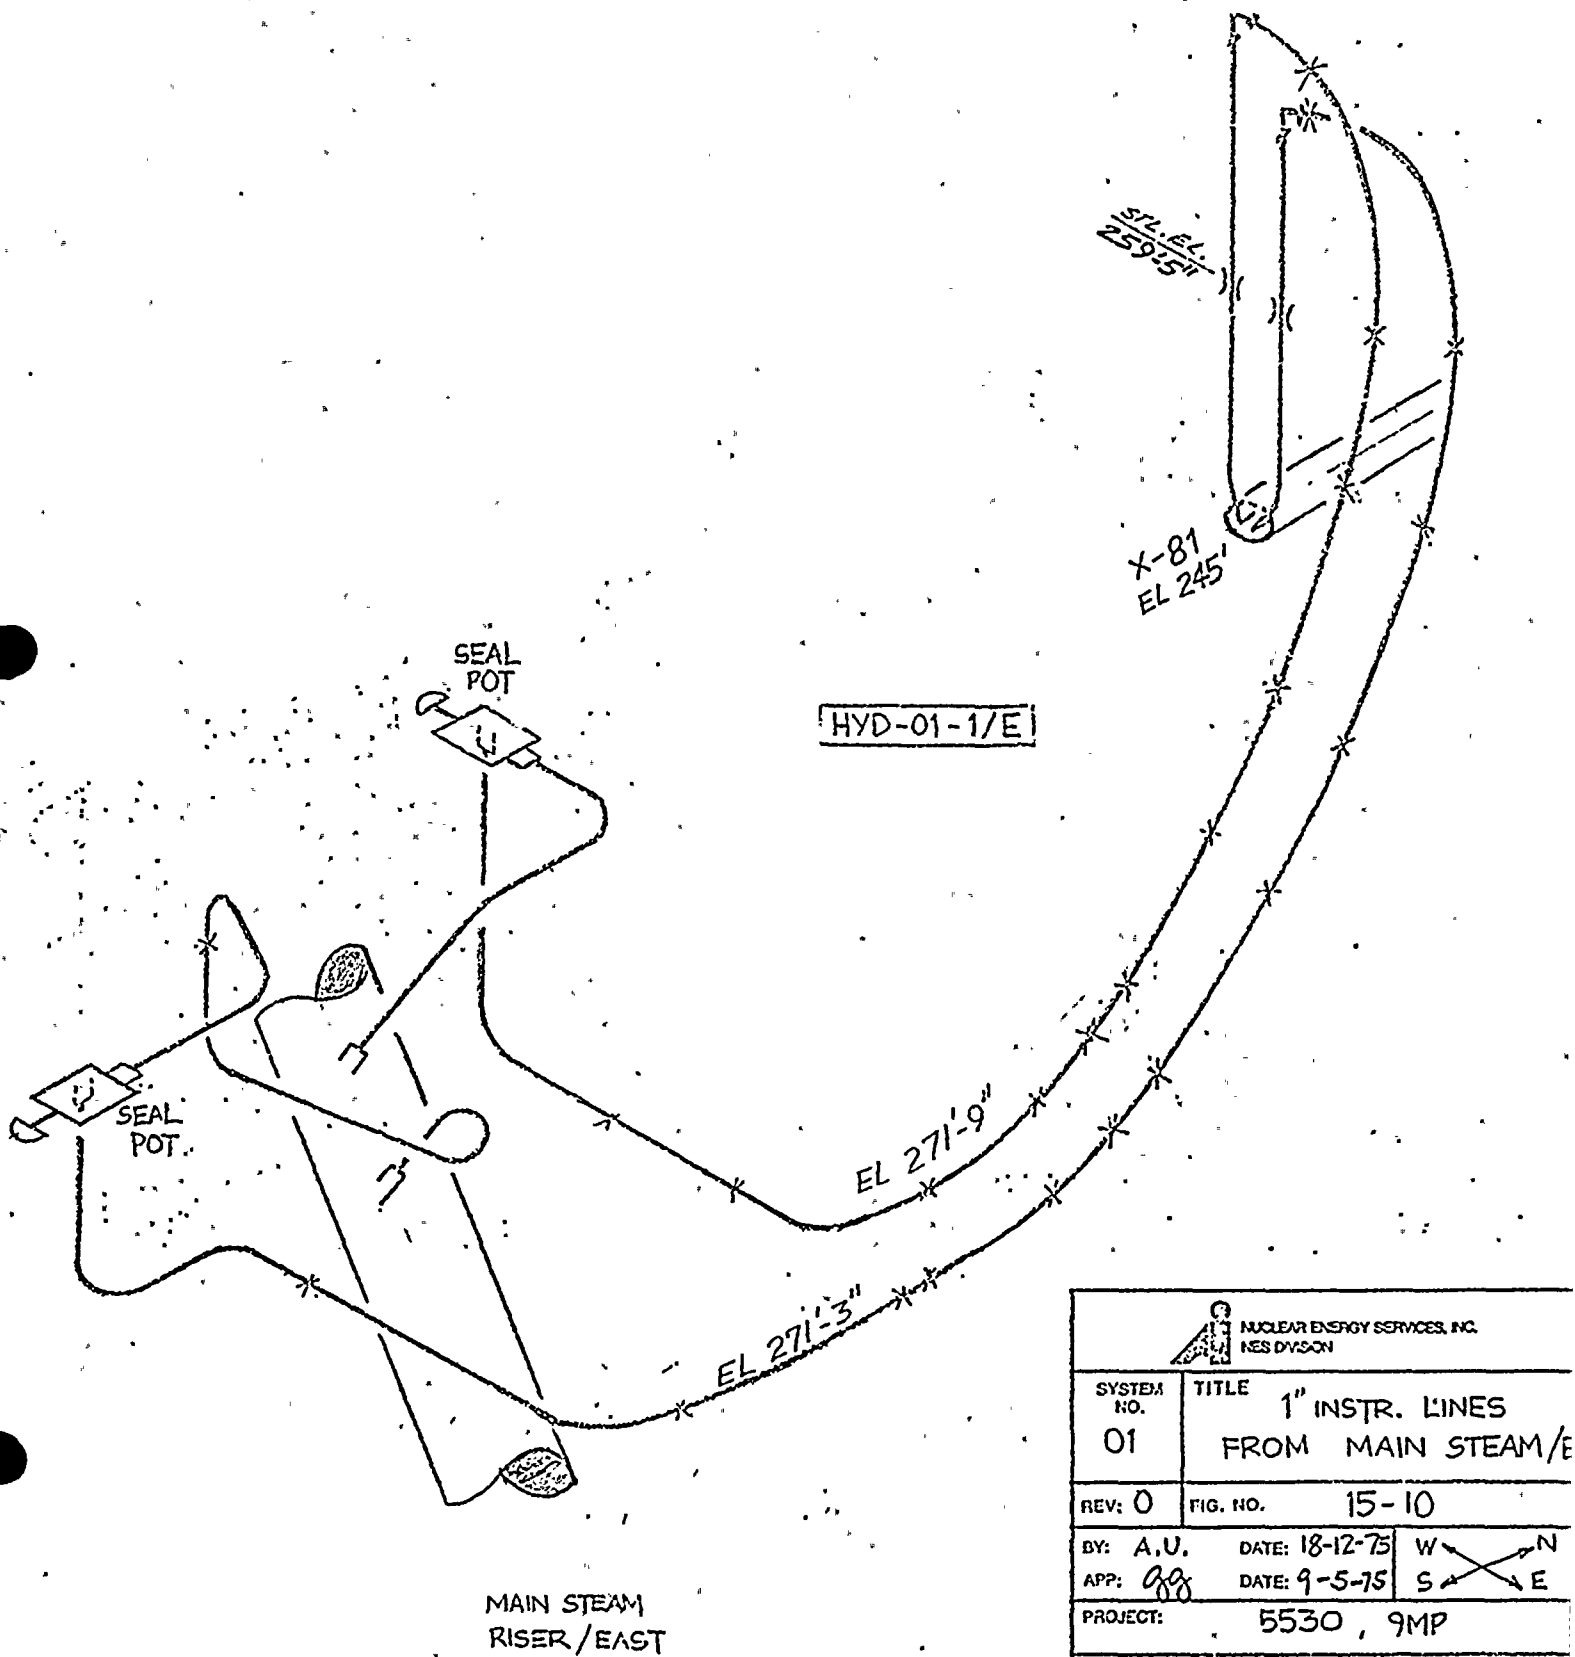 STL. EL.
259'-5"
X-81
EL 245'
SEAL
POT
HYD-01-1/E
SEAL
POT
EL 271'-9"
EL 271'-3"
MAIN STEAM
RISER/EAST
NUCLEAR ENERGY SERVICES, INC.
NES DIVISION
SYSTEM
NO.
01
TITLE
1" INSTR. LINES
FROM MAIN STEAM/E
REV: 0
FIG. NO. 15-10
BY: A.U. DATE: 18-12-75
APP: gg DATE: 9-5-75
W N
S E
PROJECT: 5530, 9MP